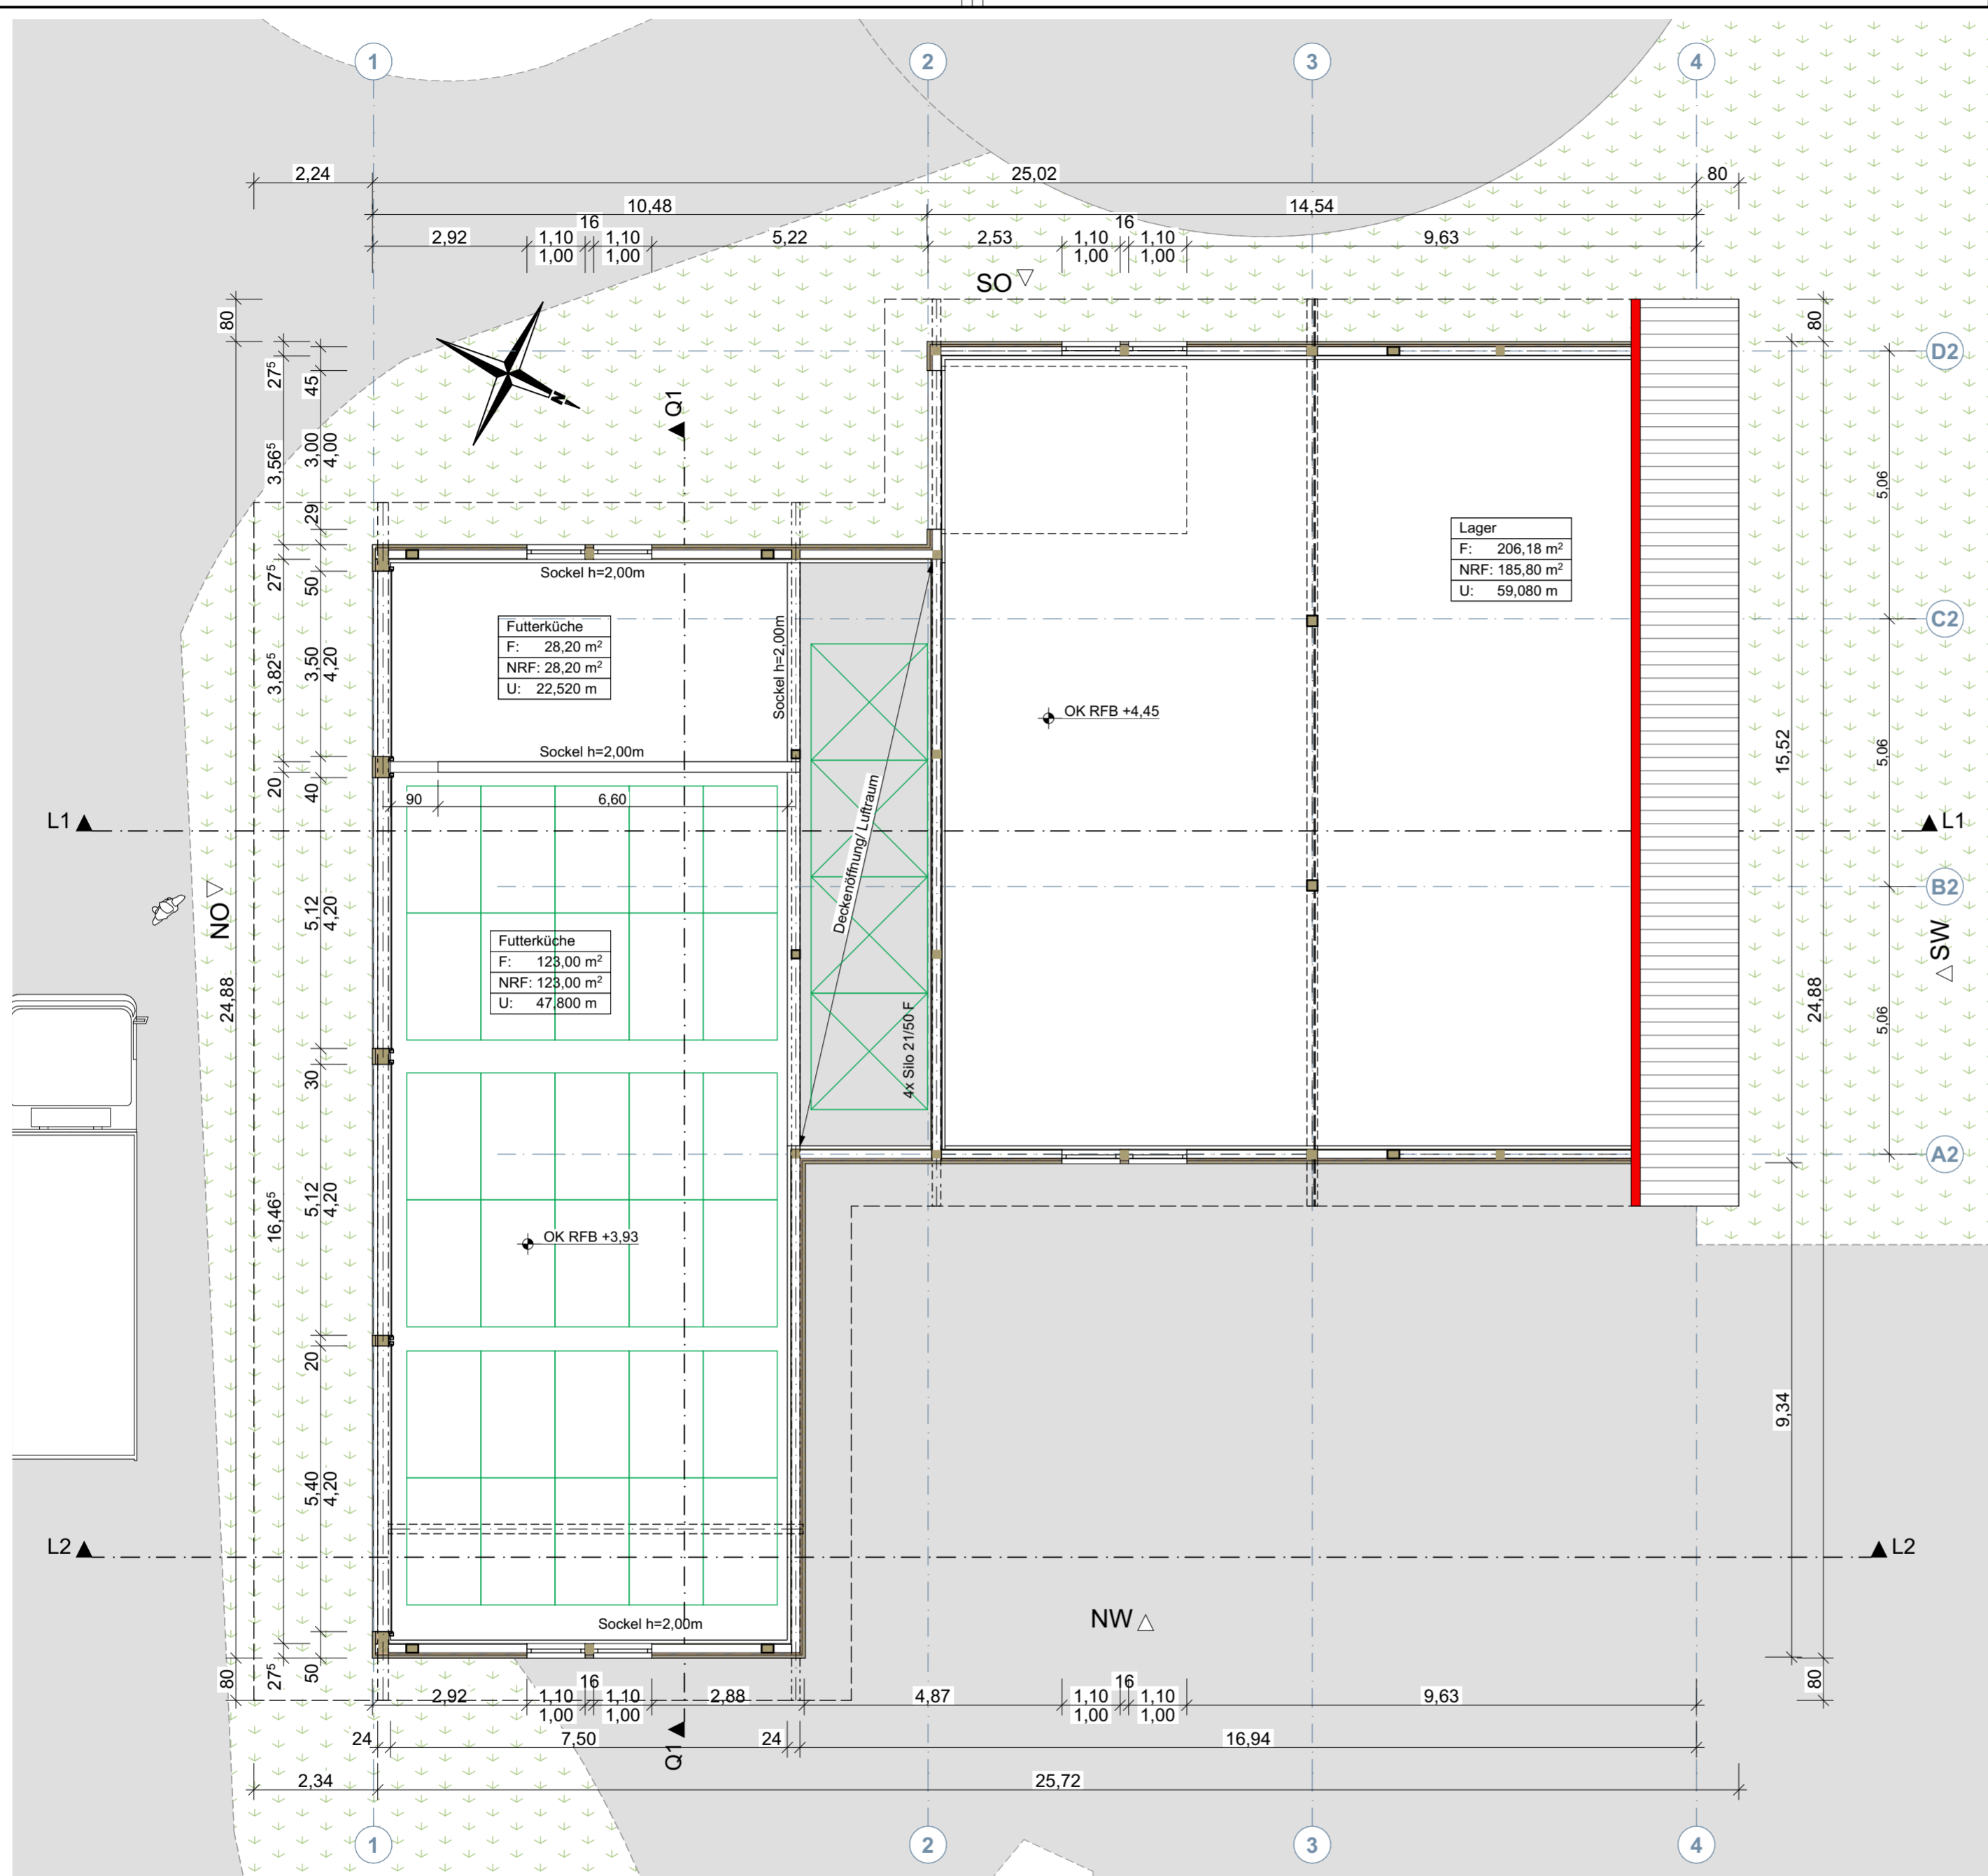 1
2
3
4
2,24
25,02
80
10,48
14,54
16
16
2,92
1,10
1,10
5,22
2,53
1,10
1,10
9,63
1,00
1,00
1,00
1,00
SO
80
80
27⁵
45
D2
N
Q1
3,56⁵
3,00
4,00
5,06
29
Lager
F: 206,18 m²
NRF: 185,80 m²
U: 59,080 m
27⁵
50
Sockel h=2,00m
Futterküche
F: 28,20 m²
NRF: 28,20 m²
U: 22,520 m
Sockel h=2,00m
C2
3,82⁵
3,50
4,20
OK RFB +4,45
Sockel h=2,00m
15,52
5,06
20
40
90
6,60
Deckenöffnung/ Luftraum
L1
L1
NO
5,12
4,20
B2
SW
Futterküche
F: 123,00 m²
NRF: 123,00 m²
U: 47,800 m
24,88
24,88
5,06
4x Silo 21/50 F
30
A2
16,46⁵
5,12
4,20
OK RFB +3,93
20
9,34
5,40
4,20
L2
L2
Sockel h=2,00m
NW
80
27⁵
50
80
16
16
2,92
1,10
1,10
2,88
4,87
1,10
1,10
9,63
1,00
1,00
1,00
1,00
24
7,50
24
Q1
16,94
2,34
25,72
1
2
3
4